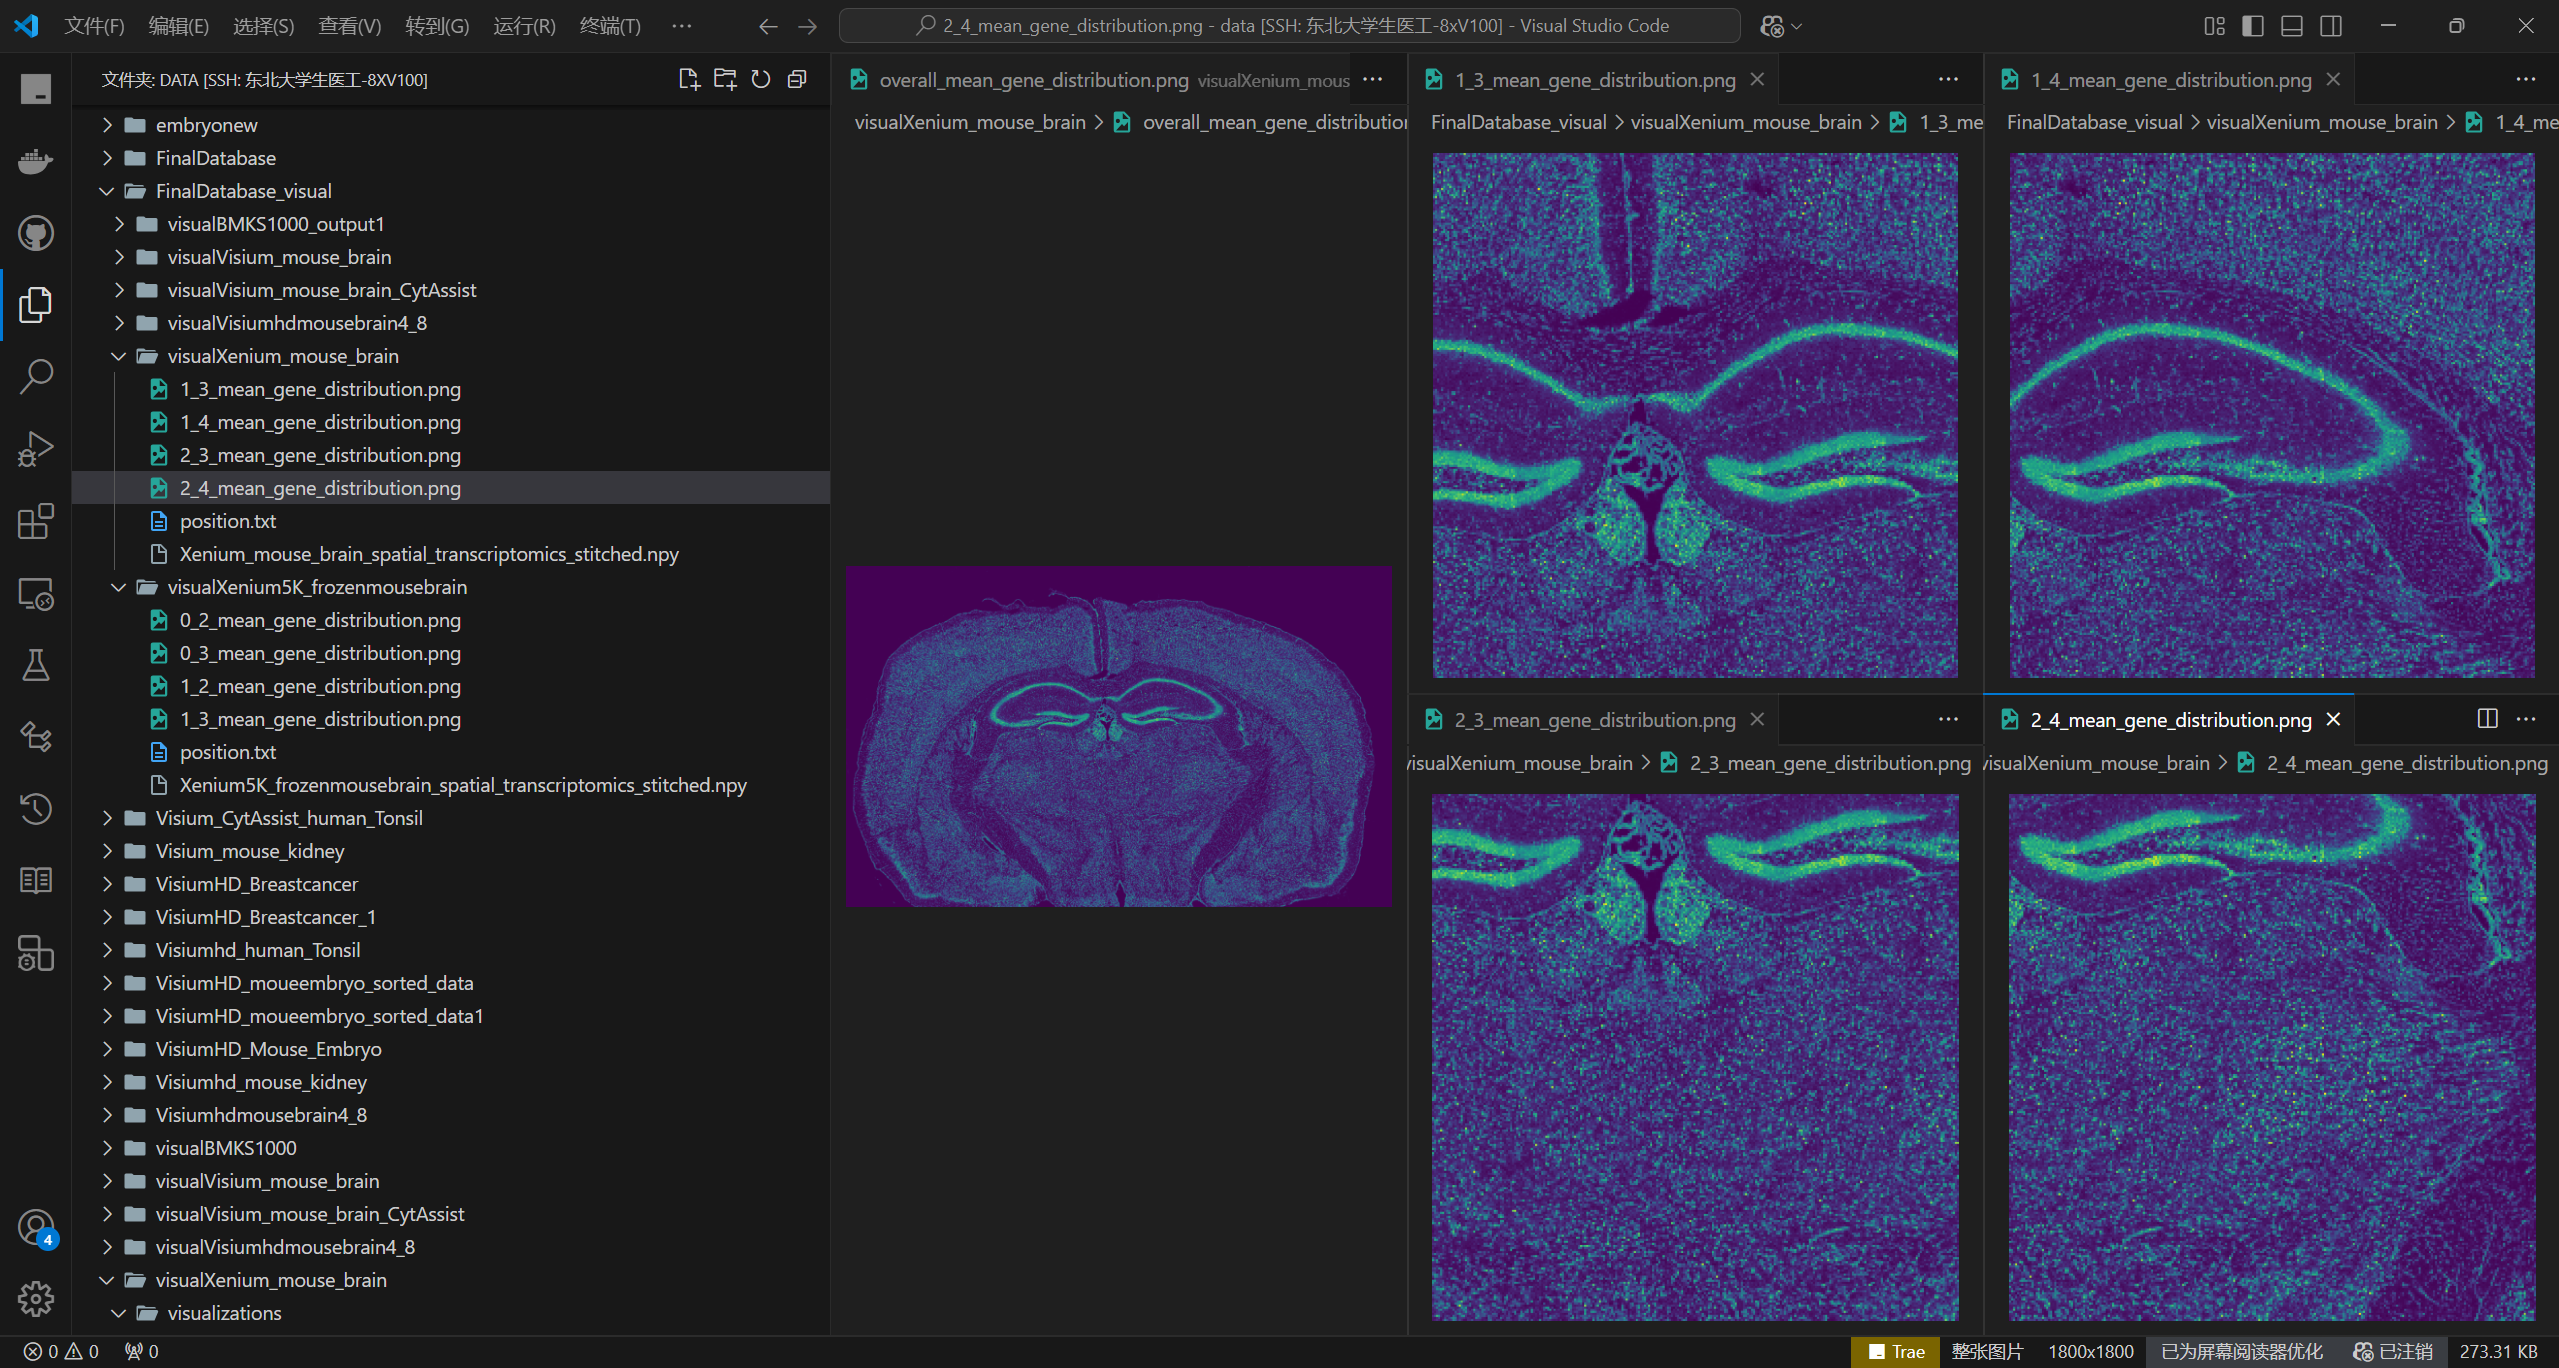 文件(F) 编辑(E) 选择(S) 查看(V) 转到(G) 运行(R) 终端(T) ··· 2_4_mean_gene_distribution.png - data [SSH: 东北大学生医工-8xV100] - Visual Studio Code
文件夹: DATA [SSH: 东北大学生医工-8XV100]
embryonew
FinalDatabase
FinalDatabase_visual
visualBMKS1000_output1
visualVisium_mouse_brain
visualVisium_mouse_brain_CytAssist
visualVisiumhdmousebrain4_8
visualXenium_mouse_brain
1_3_mean_gene_distribution.png
1_4_mean_gene_distribution.png
2_3_mean_gene_distribution.png
2_4_mean_gene_distribution.png
position.txt
Xenium_mouse_brain_spatial_transcriptomics_stitched.npy
visualXenium5K_frozenmousebrain
0_2_mean_gene_distribution.png
0_3_mean_gene_distribution.png
1_2_mean_gene_distribution.png
1_3_mean_gene_distribution.png
position.txt
Xenium5K_frozenmousebrain_spatial_transcriptomics_stitched.npy
Visium_CytAssist_human_Tonsil
Visium_mouse_kidney
VisiumHD_Breastcancer
VisiumHD_Breastcancer_1
Visiumhd_human_Tonsil
VisiumHD_moueembryo_sorted_data
VisiumHD_moueembryo_sorted_data1
VisiumHD_Mouse_Embryo
Visiumhd_mouse_kidney
Visiumhdmousebrain4_8
visualBMKS1000
visualVisium_mouse_brain
visualVisium_mouse_brain_CytAssist
visualVisiumhdmousebrain4_8
visualXenium_mouse_brain
visualizations
4
overall_mean_gene_distribution.png visualXenium_mous ···
visualXenium_mouse_brain > overall_mean_gene_distribution
1_3_mean_gene_distribution.png ···
FinalDatabase_visual > visualXenium_mouse_brain > 1_3_me
1_4_mean_gene_distribution.png ···
FinalDatabase_visual > visualXenium_mouse_brain > 1_4_me
2_3_mean_gene_distribution.png ···
visualXenium_mouse_brain > 2_3_mean_gene_distribution.png
2_4_mean_gene_distribution.png ···
visualXenium_mouse_brain > 2_4_mean_gene_distribution.png
0 0 0 Trae 整张图片 1800x1800 已为屏幕阅读器优化 已注销 273.31 KB